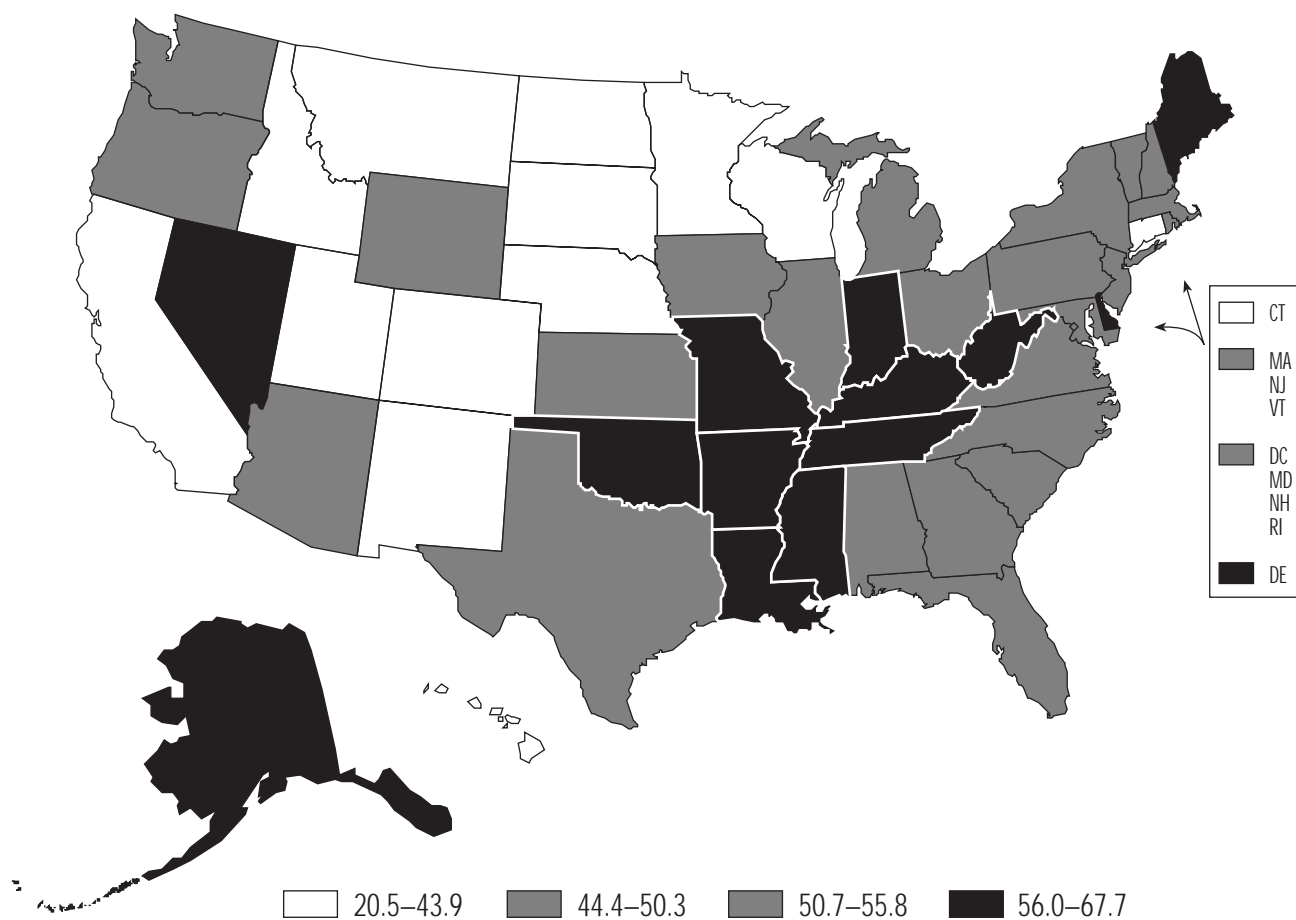 CT
MA
NJ
VT
DC
MD
NH
RI
DE
20.5–43.9
44.4–50.3
50.7–55.8
56.0–67.7